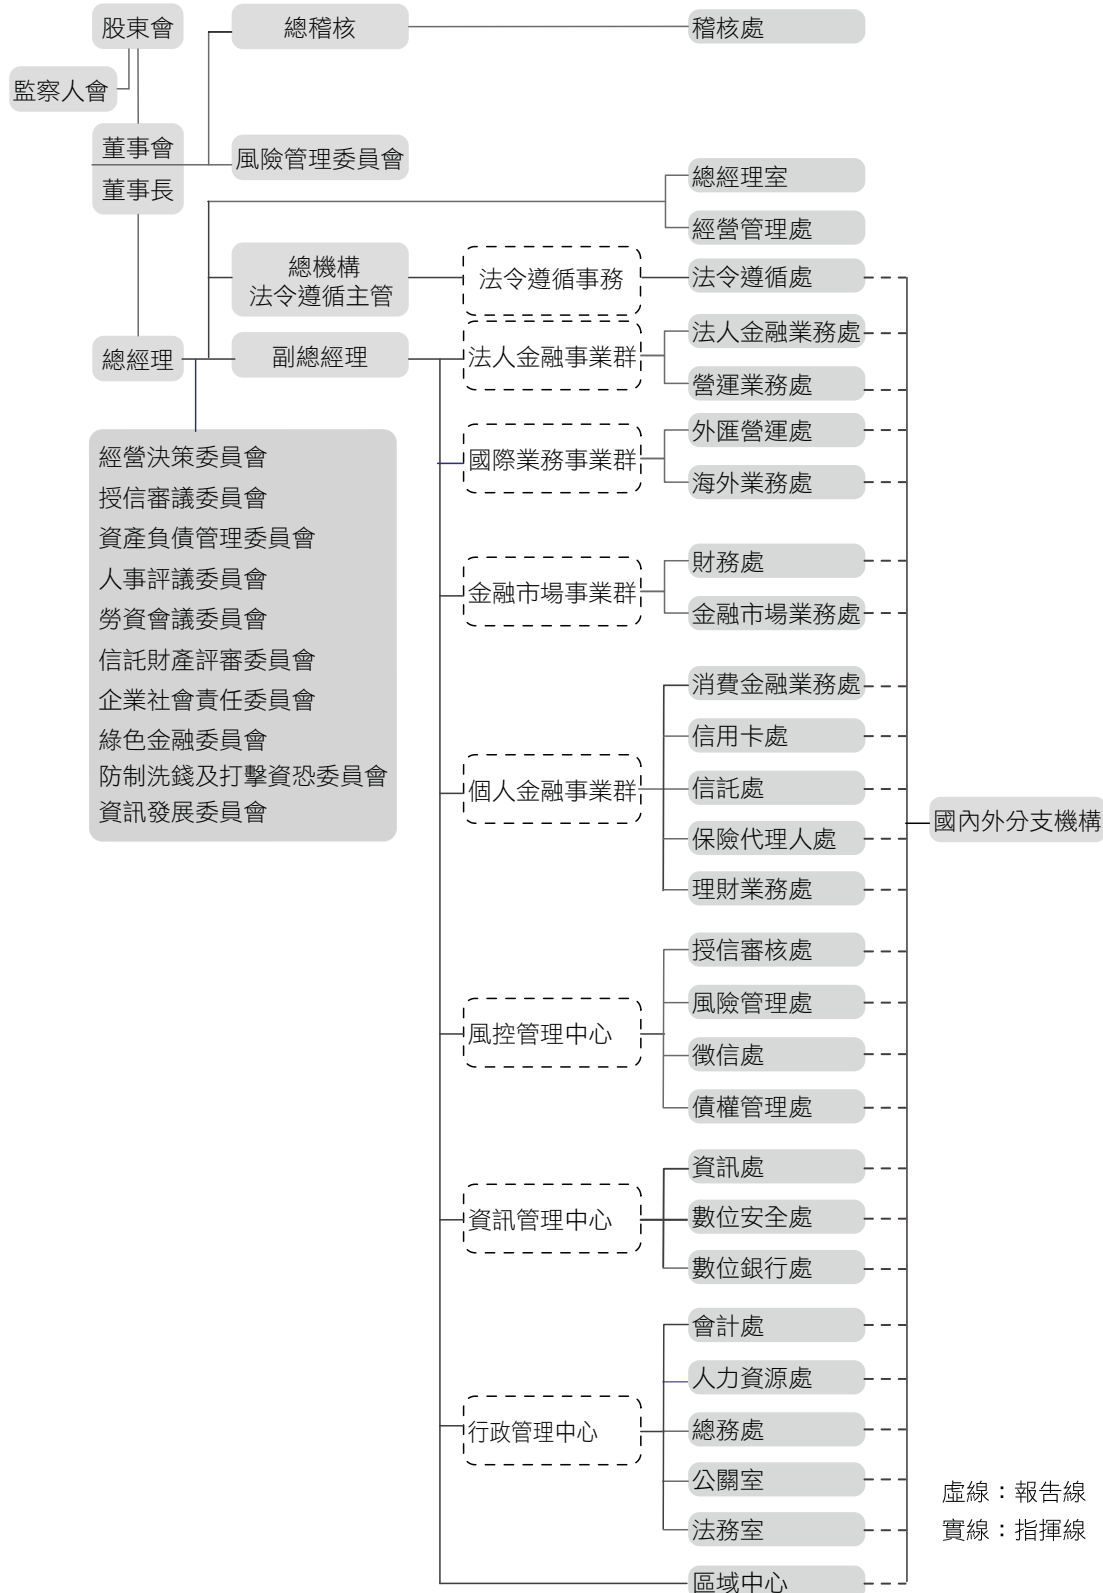 股東會
總稽核
稽核處
監察人會
董事會
董事長
風險管理委員會
總經理室
經營管理處
總機構
法令遵循主管
法令遵循事務
法令遵循處
總經理
副總經理
法人金融事業群
法人金融業務處
營運業務處
經營決策委員會
授信審議委員會
資產負債管理委員會
人事評議委員會
勞資會議委員會
信託財產評審委員會
企業社會責任委員會
綠色金融委員會
防制洗錢及打擊資恐委員會
資訊發展委員會
國際業務事業群
外匯營運處
海外業務處
金融市場事業群
財務處
金融市場業務處
個人金融事業群
消費金融業務處
信用卡處
信託處
保險代理人處
理財業務處
國內外分支機構
風控管理中心
授信審核處
風險管理處
徵信處
債權管理處
資訊管理中心
資訊處
數位安全處
數位銀行處
行政管理中心
會計處
人力資源處
總務處
公關室
法務室
區域中心
虛線：報告線
實線：指揮線